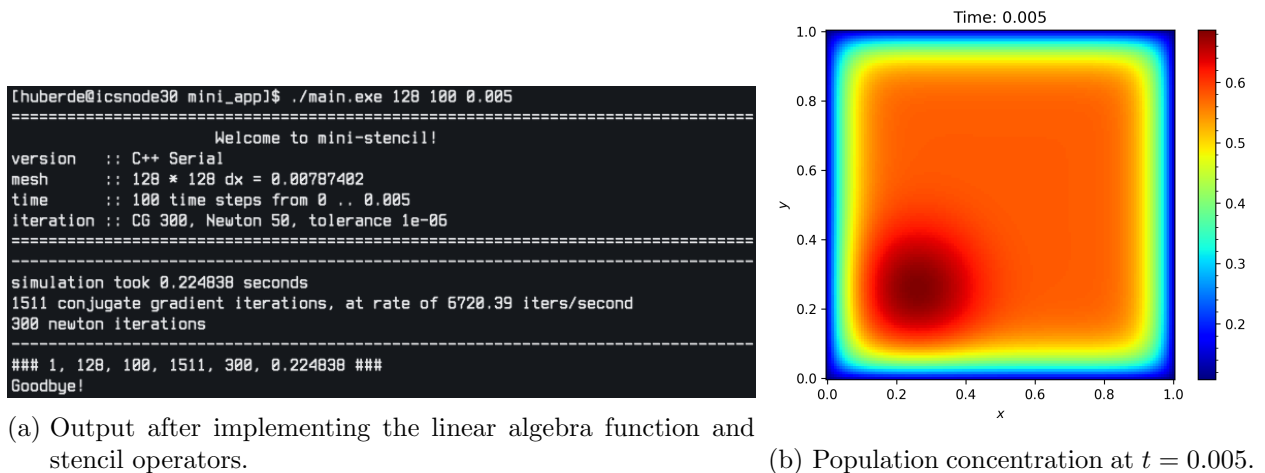 [huberde@icsnode30 mini_app]$ ./main.exe 128 100 0.005
================================================================================
Welcome to mini-stencil!
version :: C++ Serial
mesh :: 128 * 128 dx = 0.00787402
time :: 100 time steps from 0 .. 0.005
iteration :: CG 300, Newton 50, tolerance 1e-06
================================================================================
--------------------------------------------------------------------------------
simulation took 0.224838 seconds
1511 conjugate gradient iterations, at rate of 6720.39 iters/second
300 newton iterations
--------------------------------------------------------------------------------
### 1, 128, 100, 1511, 300, 0.224838 ###
Goodbye!
(a) Output after implementing the linear algebra function and
stencil operators.
Time: 0.005
1.0
0.8
0.6
0.4
0.2
0.0
y
0.0 0.2 0.4 0.6 0.8 1.0
x
0.6
0.5
0.4
0.3
0.2
(b) Population concentration at t = 0.005.